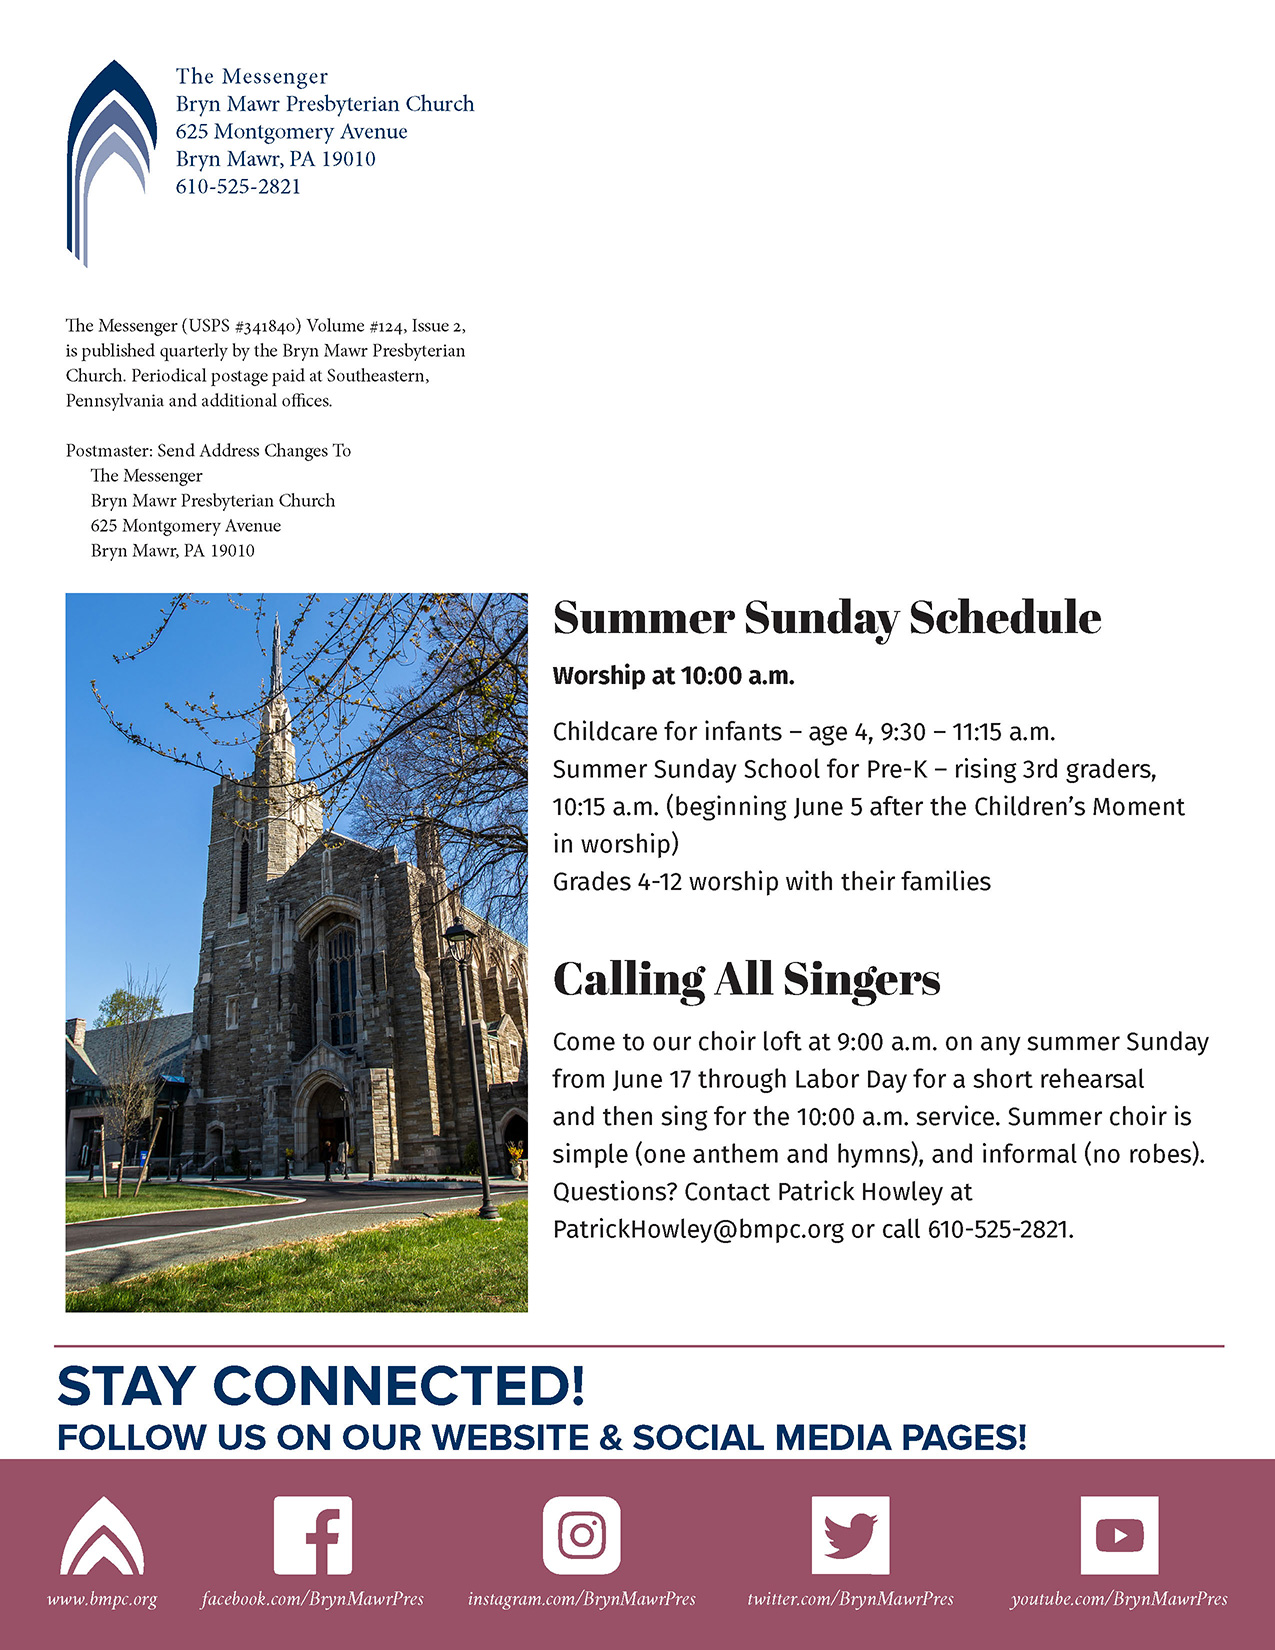 The Messenger
Bryn Mawr Presbyterian Church
625 Montgomery Avenue
Bryn Mawr, PA 19010
610-525-2821
The Messenger (USPS #341840) Volume #124, Issue 2,
is published quarterly by the Bryn Mawr Presbyterian
Church. Periodical postage paid at Southeastern,
Pennsylvania and additional offices.
Postmaster: Send Address Changes To
The Messenger
Bryn Mawr Presbyterian Church
625 Montgomery Avenue
Bryn Mawr, PA 19010
Summer Sunday Schedule
Worship at 10:00 a.m.
Childcare for infants – age 4, 9:30 – 11:15 a.m.
Summer Sunday School for Pre-K – rising 3rd graders,
10:15 a.m. (beginning June 5 after the Children’s Moment
in worship)
Grades 4-12 worship with their families
Calling All Singers
Come to our choir loft at 9:00 a.m. on any summer Sunday
from June 17 through Labor Day for a short rehearsal
and then sing for the 10:00 a.m. service. Summer choir is
simple (one anthem and hymns), and informal (no robes).
Questions? Contact Patrick Howley at
PatrickHowley@bmpc.org or call 610-525-2821.
STAY CONNECTED!
FOLLOW US ON OUR WEBSITE & SOCIAL MEDIA PAGES!
www.bmpc.org
facebook.com/BrynMawrPres
instagram.com/BrynMawrPres
twitter.com/BrynMawrPres
youtube.com/BrynMawrPres